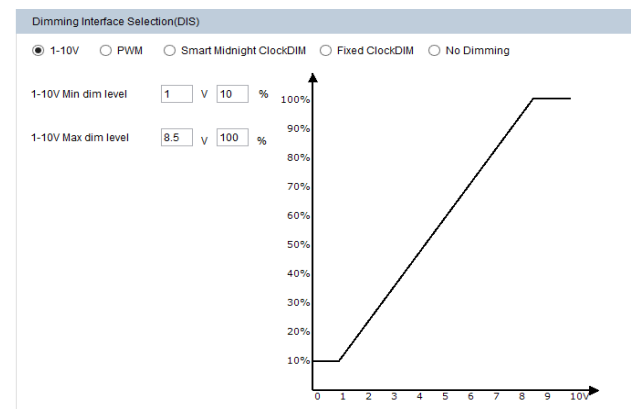 Dimming Interface Selection(DIS)
1-10V PWM Smart Midnight ClockDIM Fixed ClockDIM No Dimming
1-10V Min dim level 1 V 10 %
1-10V Max dim level 8.5 V 100 %
100%
90%
80%
70%
60%
50%
40%
30%
20%
10%
0 1 2 3 4 5 6 7 8 9 10V